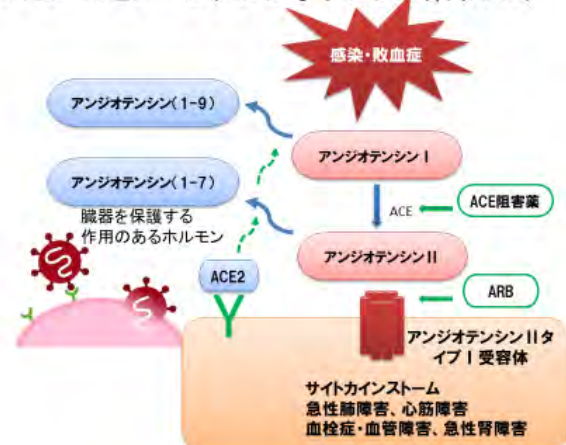 感染・敗血症
アンジオテンシン(1-9)
アンジオテンシンI
アンジオテンシン(1-7)
ACE
ACE阻害薬
臓器を保護する
作用のあるホルモン
アンジオテンシンII
ACE2
ARB
アンジオテンシンIIタ
イプI受容体
サイトカインストーム
急性肺障害、心筋障害
血栓症・血管障害、急性腎障害